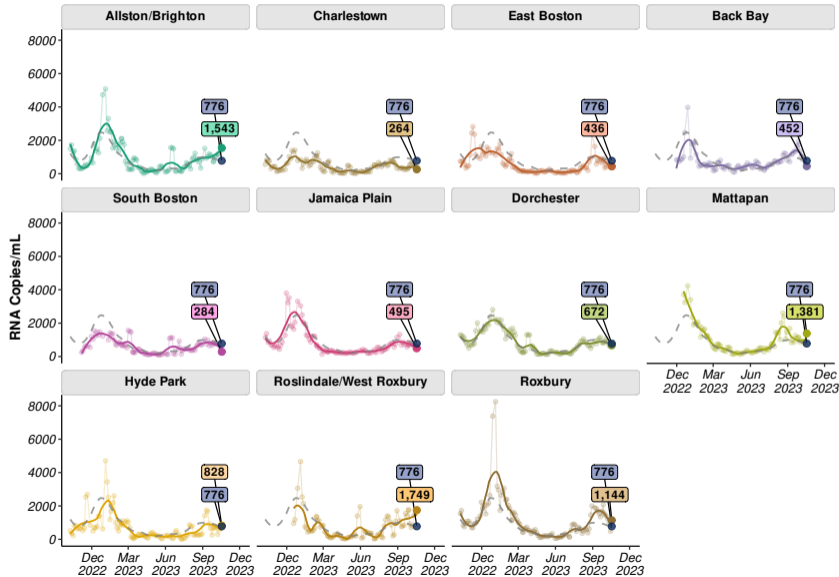 Allston/Brighton
Charlestown
East Boston
Back Bay
8000
6000
4000
2000
0
776
1,543
776
264
776
436
776
452
South Boston
Jamaica Plain
Dorchester
Mattapan
RNA Copies/mL
8000
6000
4000
2000
0
776
284
776
495
776
672
776
1,381
Dec 2022
Mar 2023
Jun 2023
Sep 2023
Dec 2023
Hyde Park
Roslindale/West Roxbury
Roxbury
8000
6000
4000
2000
0
828
776
776
1,749
776
1,144
Dec 2022
Mar 2023
Jun 2023
Sep 2023
Dec 2023
Dec 2022
Mar 2023
Jun 2023
Sep 2023
Dec 2023
Dec 2022
Mar 2023
Jun 2023
Sep 2023
Dec 2023